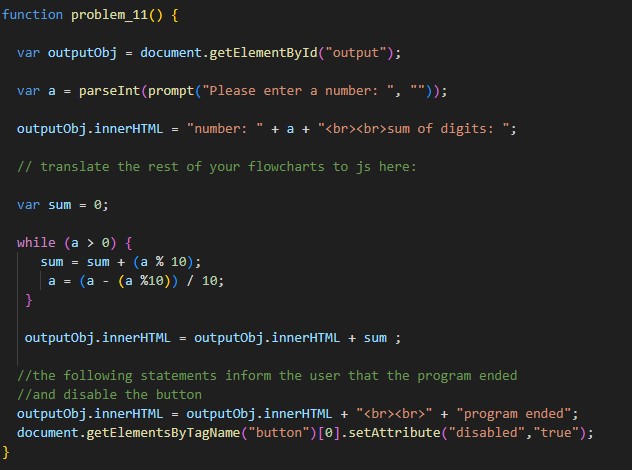 function problem_11() {
var outputObj = document.getElementById("output");
var a = parseInt(prompt("Please enter a number: ", ""));
outputObj.innerHTML = "number: " + a + "<br><br>sum of digits: ";
// translate the rest of your flowcharts to js here:
var sum = 0;
while (a > 0) {
sum = sum + (a % 10);
a = (a - (a %10)) / 10;
}
outputObj.innerHTML = outputObj.innerHTML + sum ;
//the following statements inform the user that the program ended
//and disable the button
outputObj.innerHTML = outputObj.innerHTML + "<br><br>" + "program ended";
document.getElementsByTagName("button")[0].setAttribute("disabled","true");
}